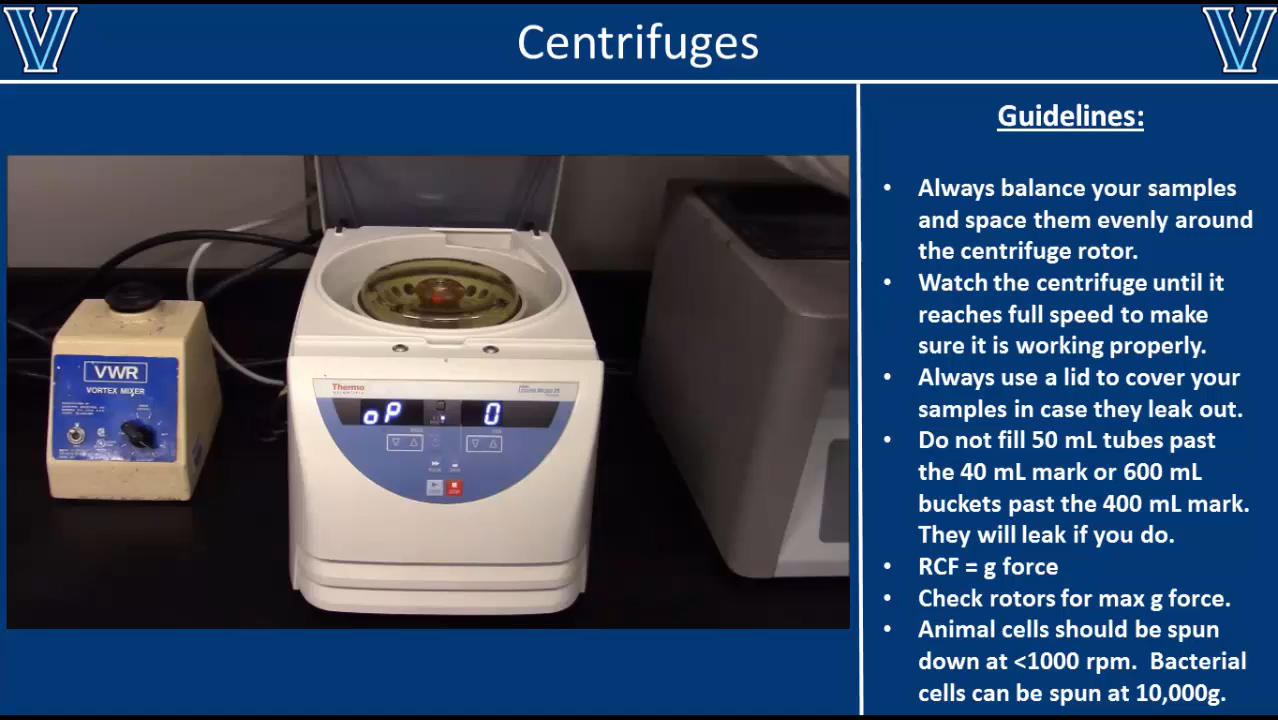 Centrifuges
Guidelines:
• Always balance your samples
and space them evenly around
the centrifuge rotor.
• Watch the centrifuge until it
reaches full speed to make
sure it is working properly.
• Always use a lid to cover your
samples in case they leak out.
• Do not fill 50 mL tubes past
the 40 mL mark or 600 mL
buckets past the 400 mL mark.
They will leak if you do.
• RCF = g force
• Check rotors for max g force.
• Animal cells should be spun
down at <1000 rpm.  Bacterial
cells can be spun at 10,000g.
VWR
VORTEX MIXER
Thermo
SCIENTIFIC
oP 0